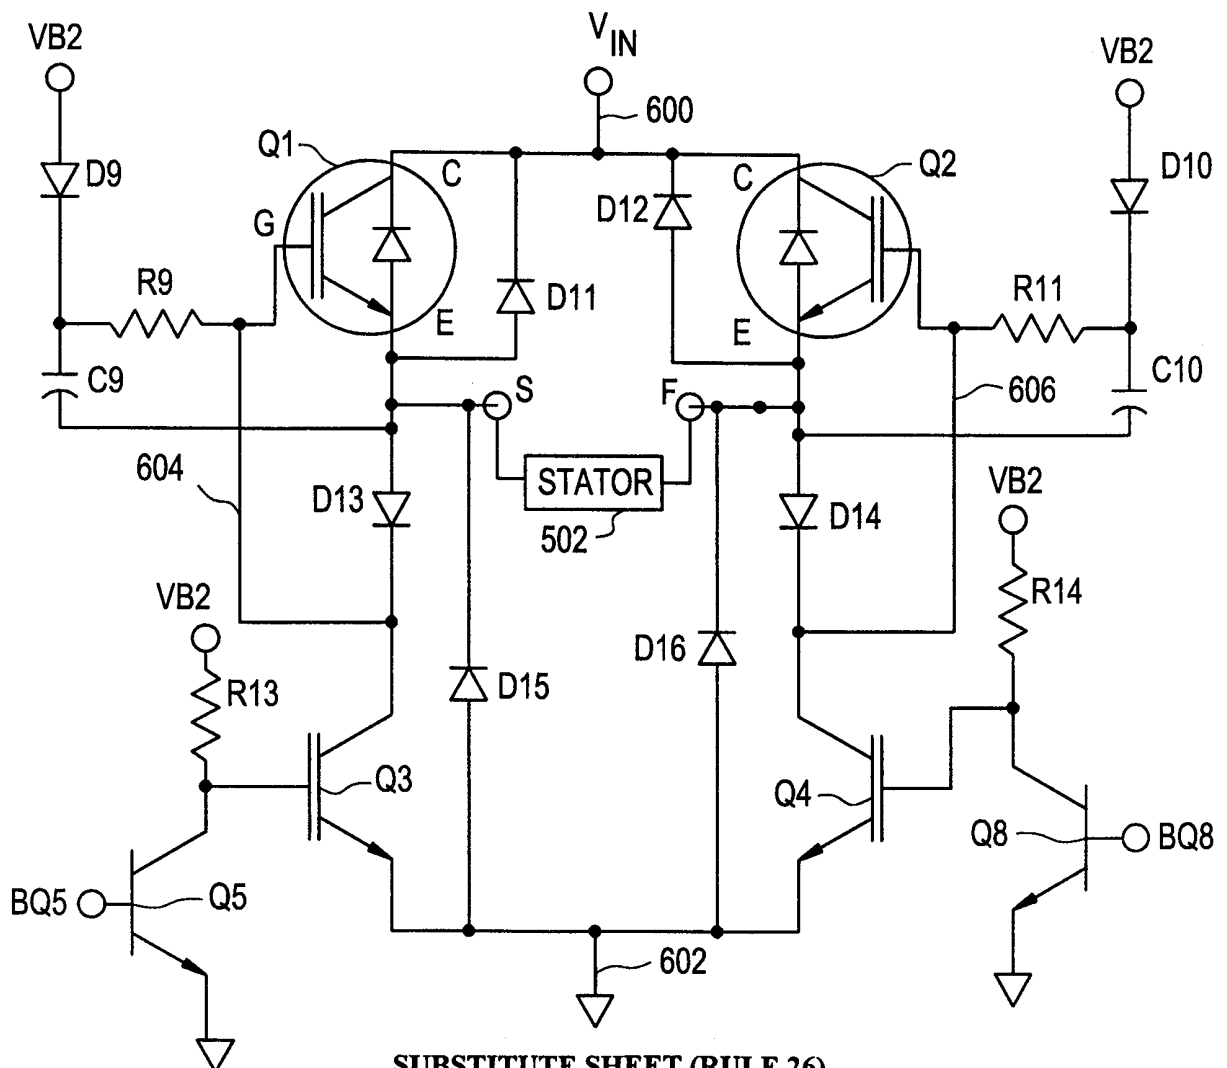 VB2
V IN
VB2
600
Q1
C
D9
G
D12
C
Q2
D10
R9
E
D11
E
R11
C9
S
F
606
C10
604
D13
STATOR
502
D14
VB2
R14
VB2
R13
D15
D16
Q3
Q4
Q8
BQ8
BQ5
Q5
602
SUBSTITUTE SHEET (RULE 26)